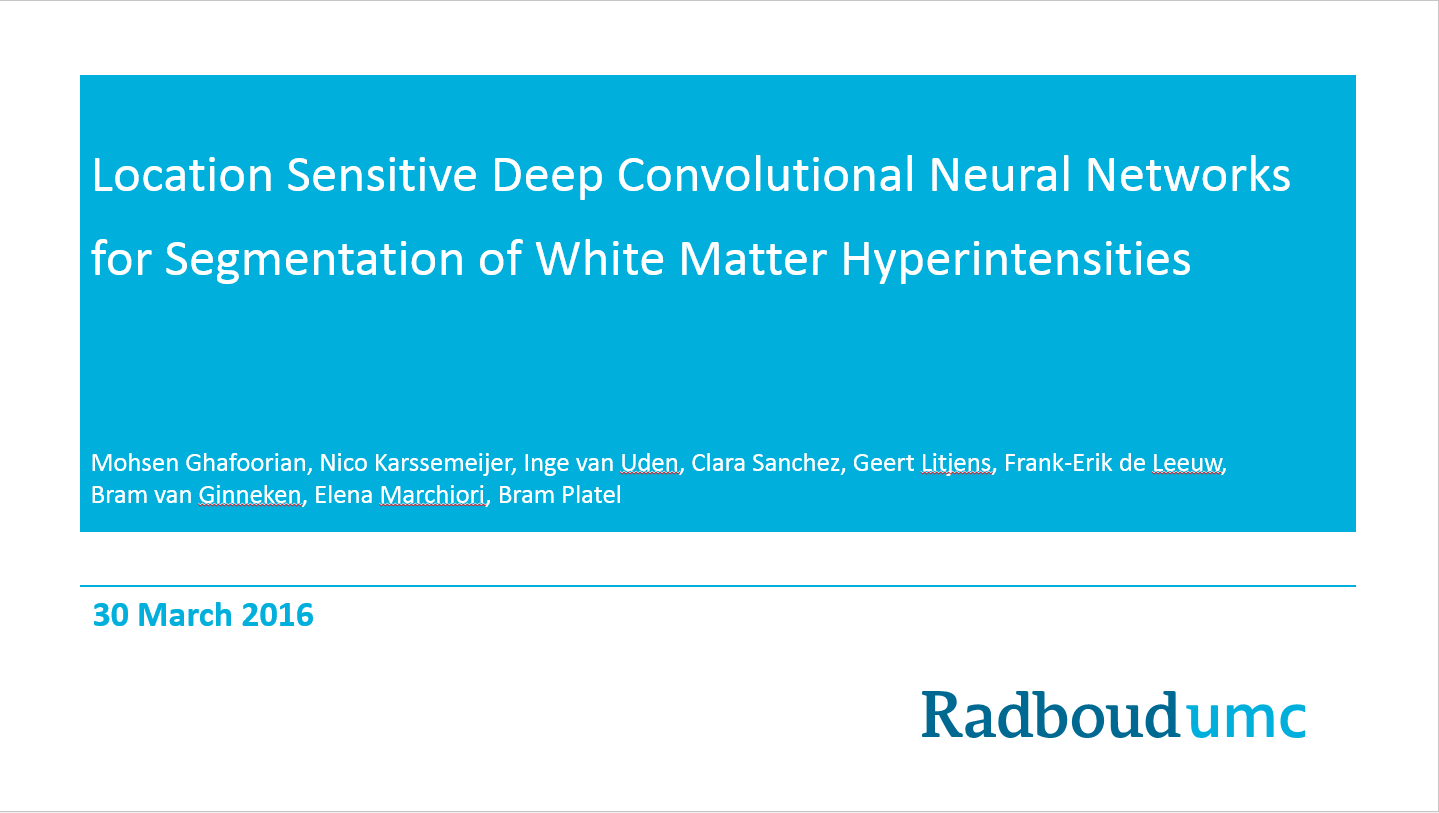 Location Sensitive Deep Convolutional Neural Networks
for Segmentation of White Matter Hyperintensities
Mohsen Ghafoorian, Nico Karssemeijer, Inge van Uden, Clara Sanchez, Geert Litjens, Frank-Erik de Leeuw,
Bram van Ginneken, Elena Marchiori, Bram Platel
30 March 2016
Radboudumc